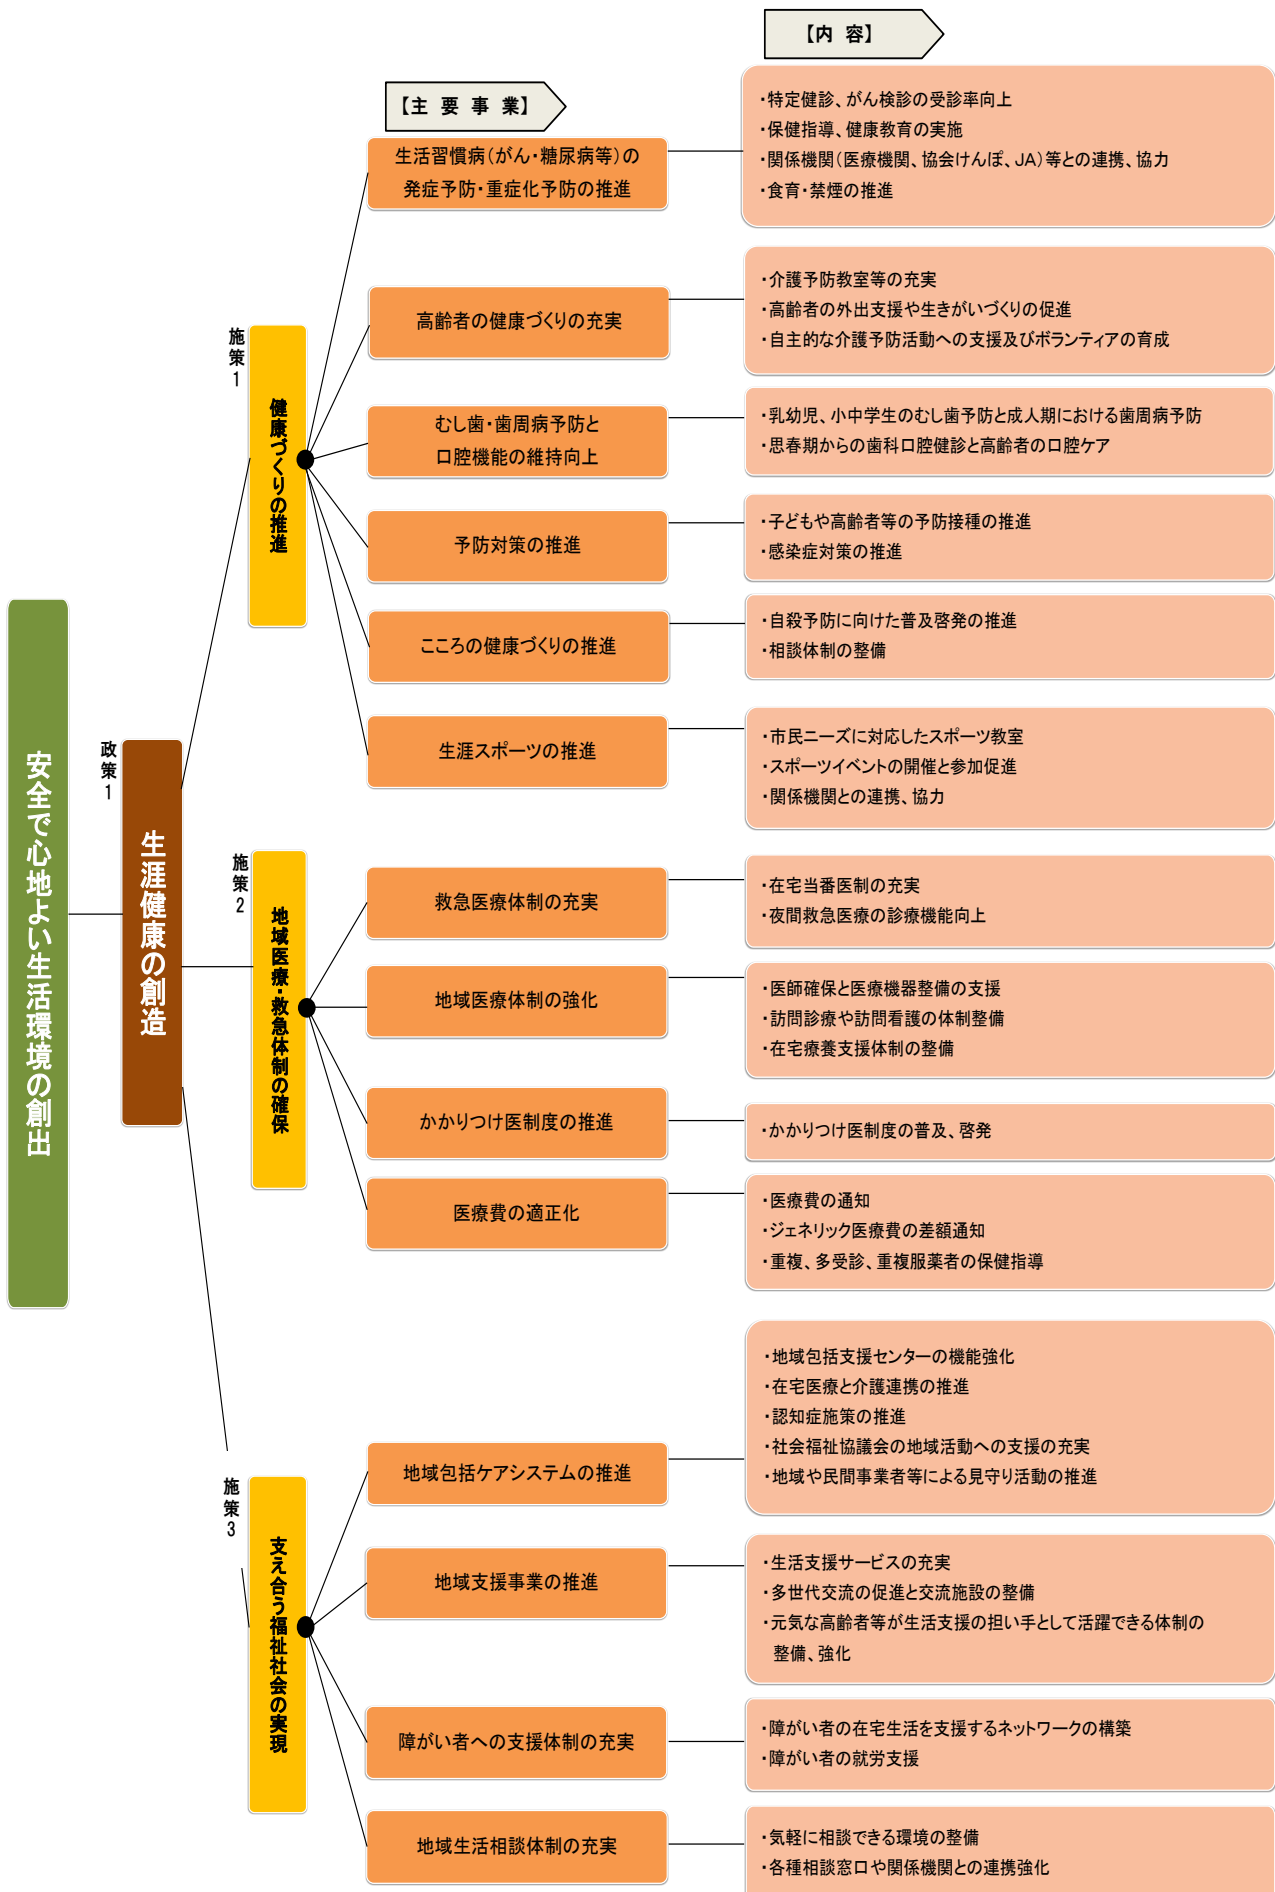 【内 容】
【主 要 事 業】
安全で心地よい生活環境の創出
政策1
生涯健康の創造
施策1
健康づくりの推進
生活習慣病(がん・糖尿病等)の
発症予防・重症化予防の推進
・特定健診、がん検診の受診率向上
・保健指導、健康教育の実施
・関係機関(医療機関、協会けんぽ、JA)等との連携、協力
・食育・禁煙の推進
高齢者の健康づくりの充実
・介護予防教室等の充実
・高齢者の外出支援や生きがいづくりの促進
・自主的な介護予防活動への支援及びボランティアの育成
むし歯・歯周病予防と
口腔機能の維持向上
・乳幼児、小中学生のむし歯予防と成人期における歯周病予防
・思春期からの歯科口腔健診と高齢者の口腔ケア
予防対策の推進
・子どもや高齢者等の予防接種の推進
・感染症対策の推進
こころの健康づくりの推進
・自殺予防に向けた普及啓発の推進
・相談体制の整備
生涯スポーツの推進
・市民ニーズに対応したスポーツ教室
・スポーツイベントの開催と参加促進
・関係機関との連携、協力
施策2
地域医療・救急体制の確保
救急医療体制の充実
・在宅当番医制の充実
・夜間救急医療の診療機能向上
地域医療体制の強化
・医師確保と医療機器整備の支援
・訪問診療や訪問看護の体制整備
・在宅療養支援体制の整備
かかりつけ医制度の推進
・かかりつけ医制度の普及、啓発
医療費の適正化
・医療費の通知
・ジェネリック医療費の差額通知
・重複、多受診、重複服薬者の保健指導
施策3
支え合う福祉社会の実現
地域包括ケアシステムの推進
・地域包括支援センターの機能強化
・在宅医療と介護連携の推進
・認知症施策の推進
・社会福祉協議会の地域活動への支援の充実
・地域や民間事業者等による見守り活動の推進
地域支援事業の推進
・生活支援サービスの充実
・多世代交流の促進と交流施設の整備
・元気な高齢者等が生活支援の担い手として活躍できる体制の
整備、強化
障がい者への支援体制の充実
・障がい者の在宅生活を支援するネットワークの構築
・障がい者の就労支援
地域生活相談体制の充実
・気軽に相談できる環境の整備
・各種相談窓口や関係機関との連携強化